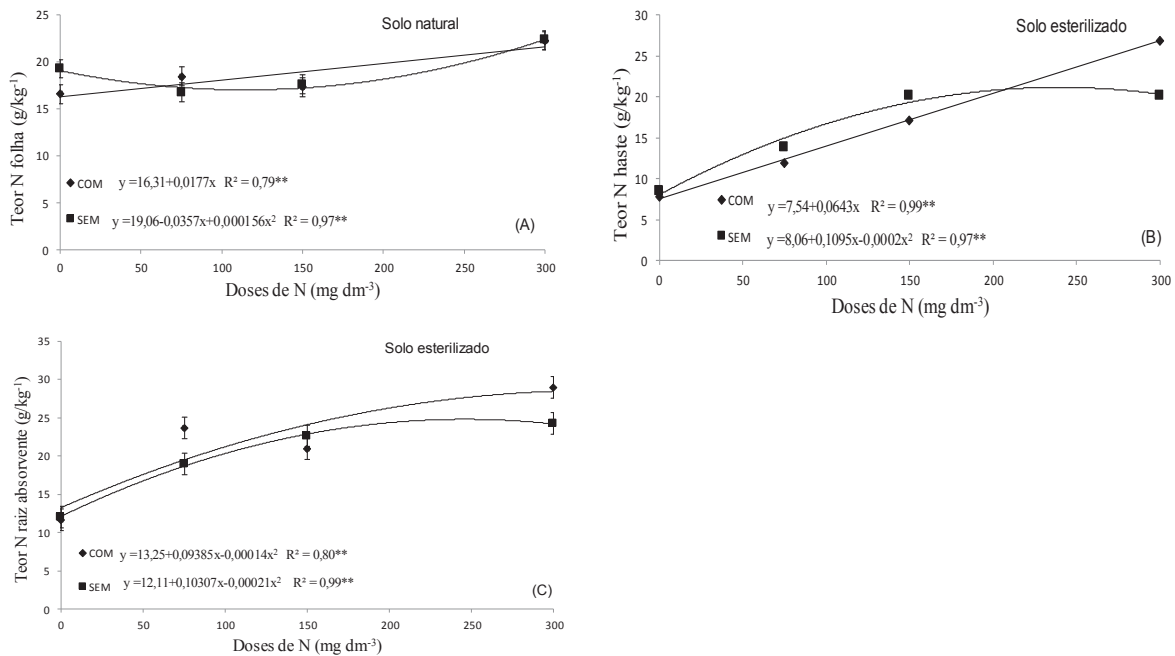 Solo natural
Teor N folha (g/kg⁻¹)
25
20
15
10
5
0
COM y =16,31+0,0177x R² = 0,79**
SEM y =19,06-0,0357x+0,000156x² R² = 0,97**
(A)
0 50 100 150 200 250 300
Doses de N (mg dm⁻³)
Solo esterilizado
Teor N haste (g/kg⁻¹)
30
25
20
15
10
5
0
COM y =7,54+0,0643x R² = 0,99**
SEM y =8,06+0,1095x-0,0002x² R² = 0,97**
(B)
0 50 100 150 200 250 300
Doses de N (mg dm⁻³)
Solo esterilizado
Teor N raiz absorvente (g/kg⁻¹)
35
30
25
20
15
10
5
0
COM y =13,25+0,09385x-0,00014x² R² = 0,80**
SEM y =12,11+0,10307x-0,00021x² R² = 0,99**
(C)
0 50 100 150 200 250 300
Doses de N (mg dm⁻³)